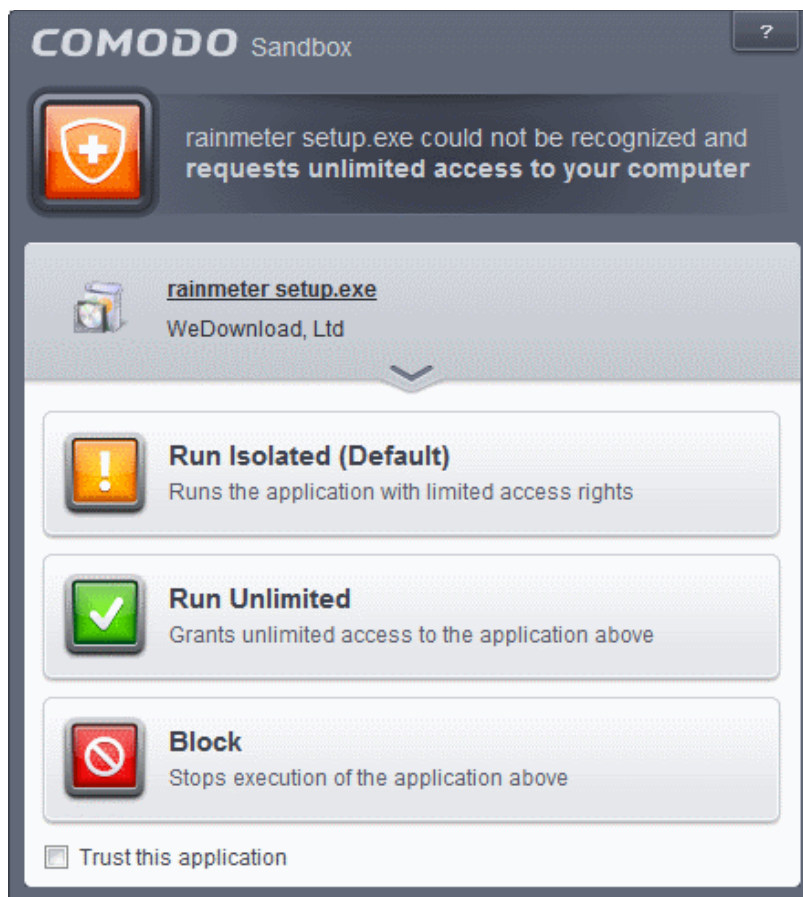 COMODO Sandbox
?
rainmeter setup.exe could not be recognized and
requests unlimited access to your computer
rainmeter setup.exe
WeDownload, Ltd
Run Isolated (Default)
Runs the application with limited access rights
Run Unlimited
Grants unlimited access to the application above
Block
Stops execution of the application above
Trust this application